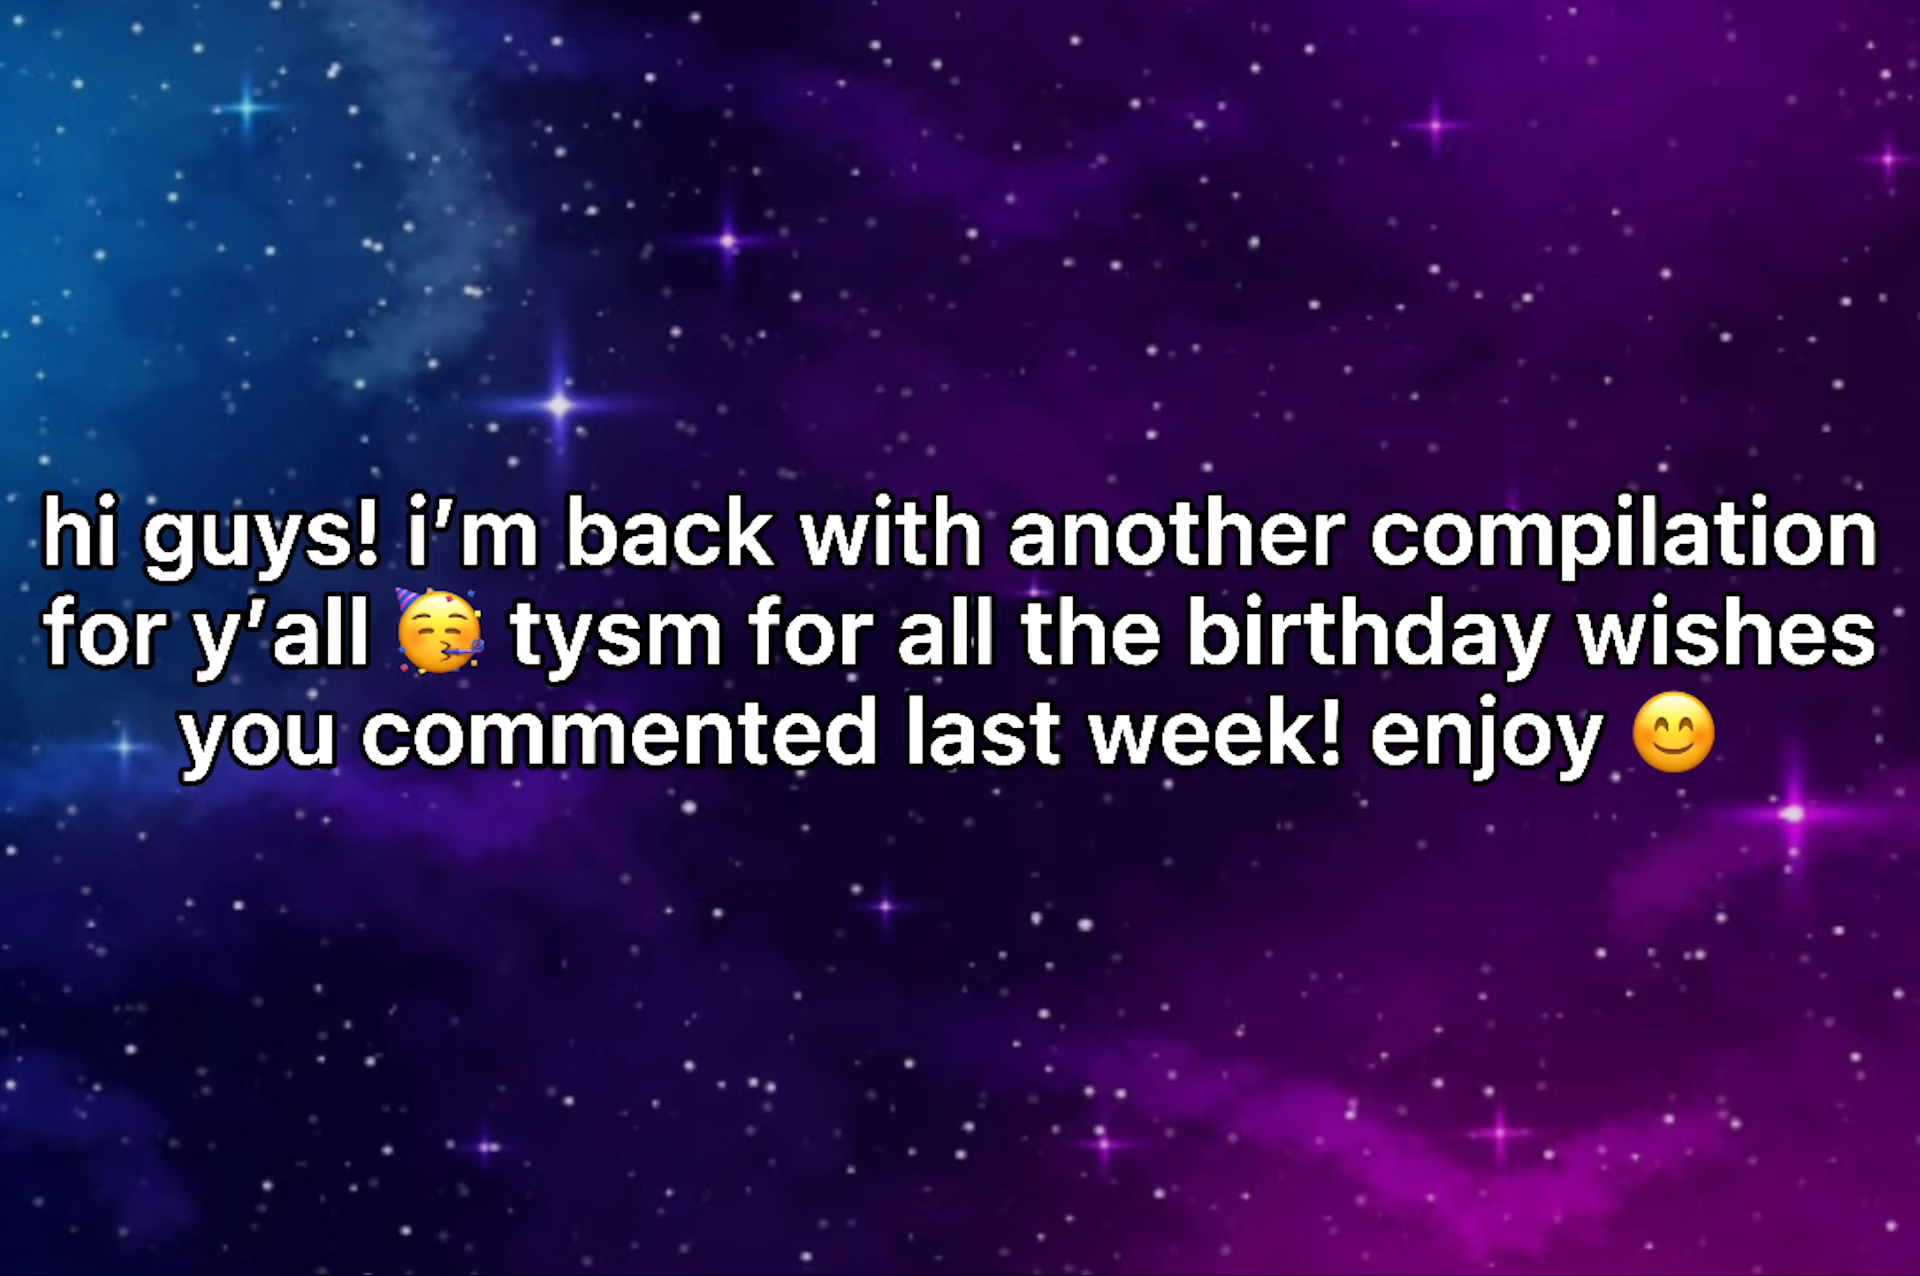 hi guys! i’m back with another compilation
for y’all 🥳 tysm for all the birthday wishes
you commented last week! enjoy 😊